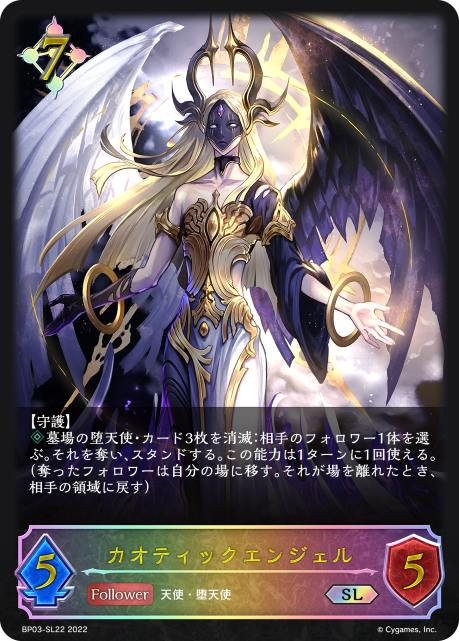 7
【守護】
墓場の堕天使・カード3枚を消滅：相手のフォロワー1体を選
ぶ。それを奪い、スタンドする。この能力は1ターンに1回使える。
（奪ったフォロワーは自分の場に移す。それが場を離れたとき、
相手の領域に戻す）
カオティックエンジェル
5
5
Follower 天使・堕天使
SL
BP03-SL22 2022
© Cygames, Inc.